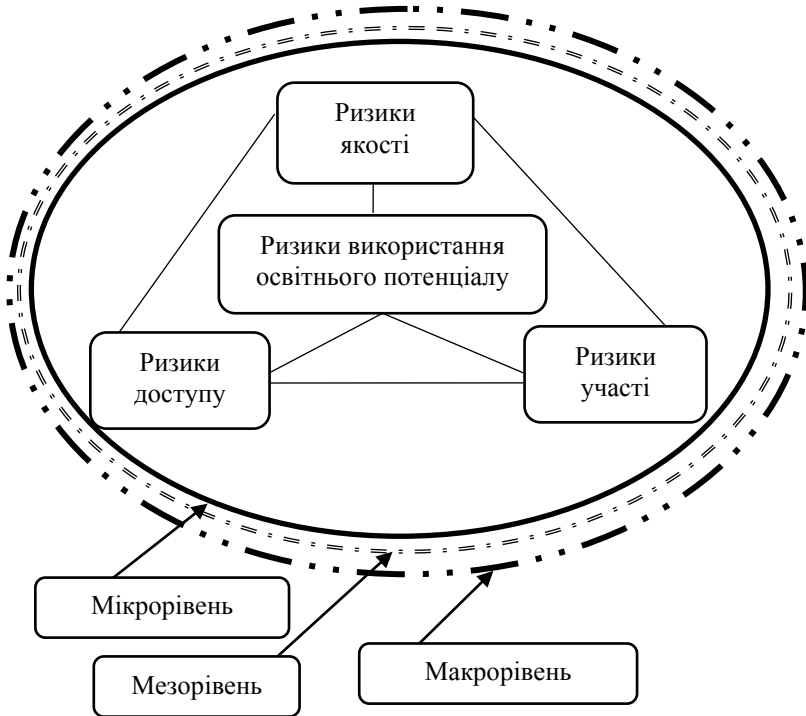 Ризики
якості
Ризики використання
освітнього потенціалу
Ризики
доступу
Ризики
участі
Мікрорівень
Мезорівень
Макрорівень